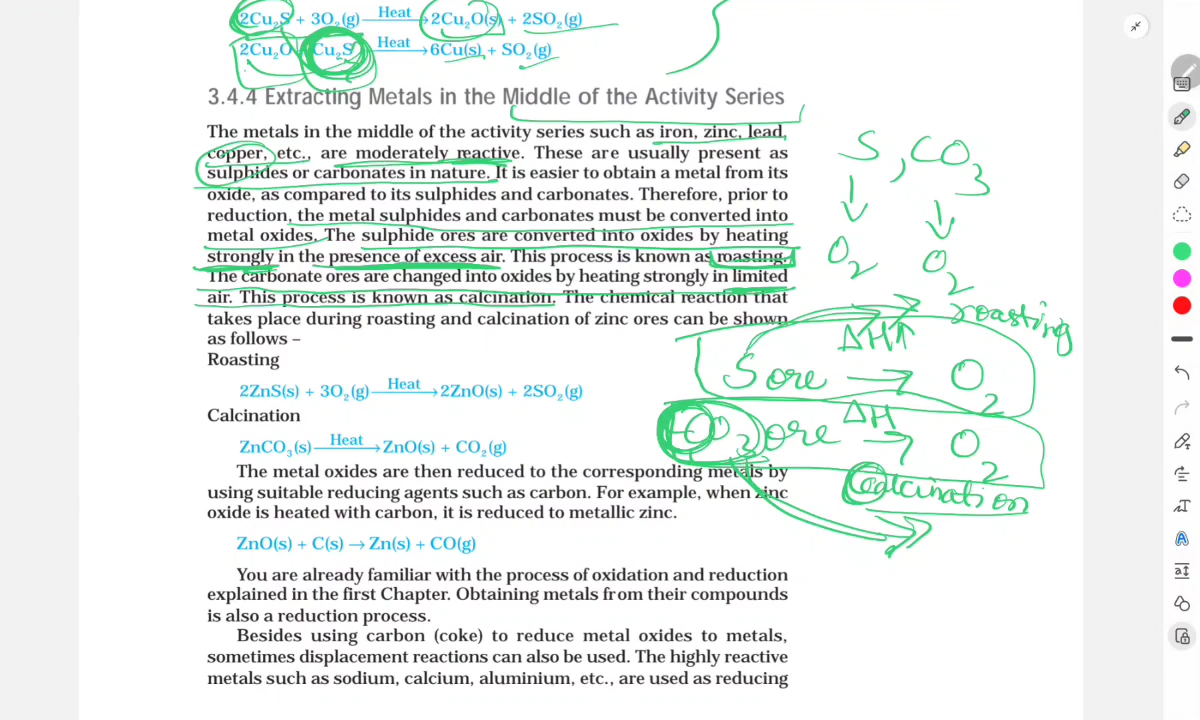 2Cu₂S + 3O₂(g) Heat → 2Cu₂O(s) + 2SO₂(g)
2Cu₂O + Cu₂S Heat → 6Cu(s) + SO₂(g)
3.4.4 Extracting Metals in the Middle of the Activity Series
The metals in the middle of the activity series such as iron, zinc, lead,
copper, etc., are moderately reactive. These are usually present as
sulphides or carbonates in nature. It is easier to obtain a metal from its
oxide, as compared to its sulphides and carbonates. Therefore, prior to
reduction, the metal sulphides and carbonates must be converted into
metal oxides. The sulphide ores are converted into oxides by heating
strongly in the presence of excess air. This process is known as roasting.
The carbonate ores are changed into oxides by heating strongly in limited
air. This process is known as calcination. The chemical reaction that
takes place during roasting and calcination of zinc ores can be shown
as follows –
Roasting
2ZnS(s) + 3O₂(g) Heat → 2ZnO(s) + 2SO₂(g)
Calcination
ZnCO₃(s) Heat → ZnO(s) + CO₂(g)
The metal oxides are then reduced to the corresponding metals by
using suitable reducing agents such as carbon. For example, when zinc
oxide is heated with carbon, it is reduced to metallic zinc.
ZnO(s) + C(s) → Zn(s) + CO(g)
You are already familiar with the process of oxidation and reduction
explained in the first Chapter. Obtaining metals from their compounds
is also a reduction process.
Besides using carbon (coke) to reduce metal oxides to metals,
sometimes displacement reactions can also be used. The highly reactive
metals such as sodium, calcium, aluminium, etc., are used as reducing
S, CO₃
↓ ↓
O₂ O₂
roasting
ΔH↑
S ore → O₂
ΔH
CO₃ ore → O₂
Calcination